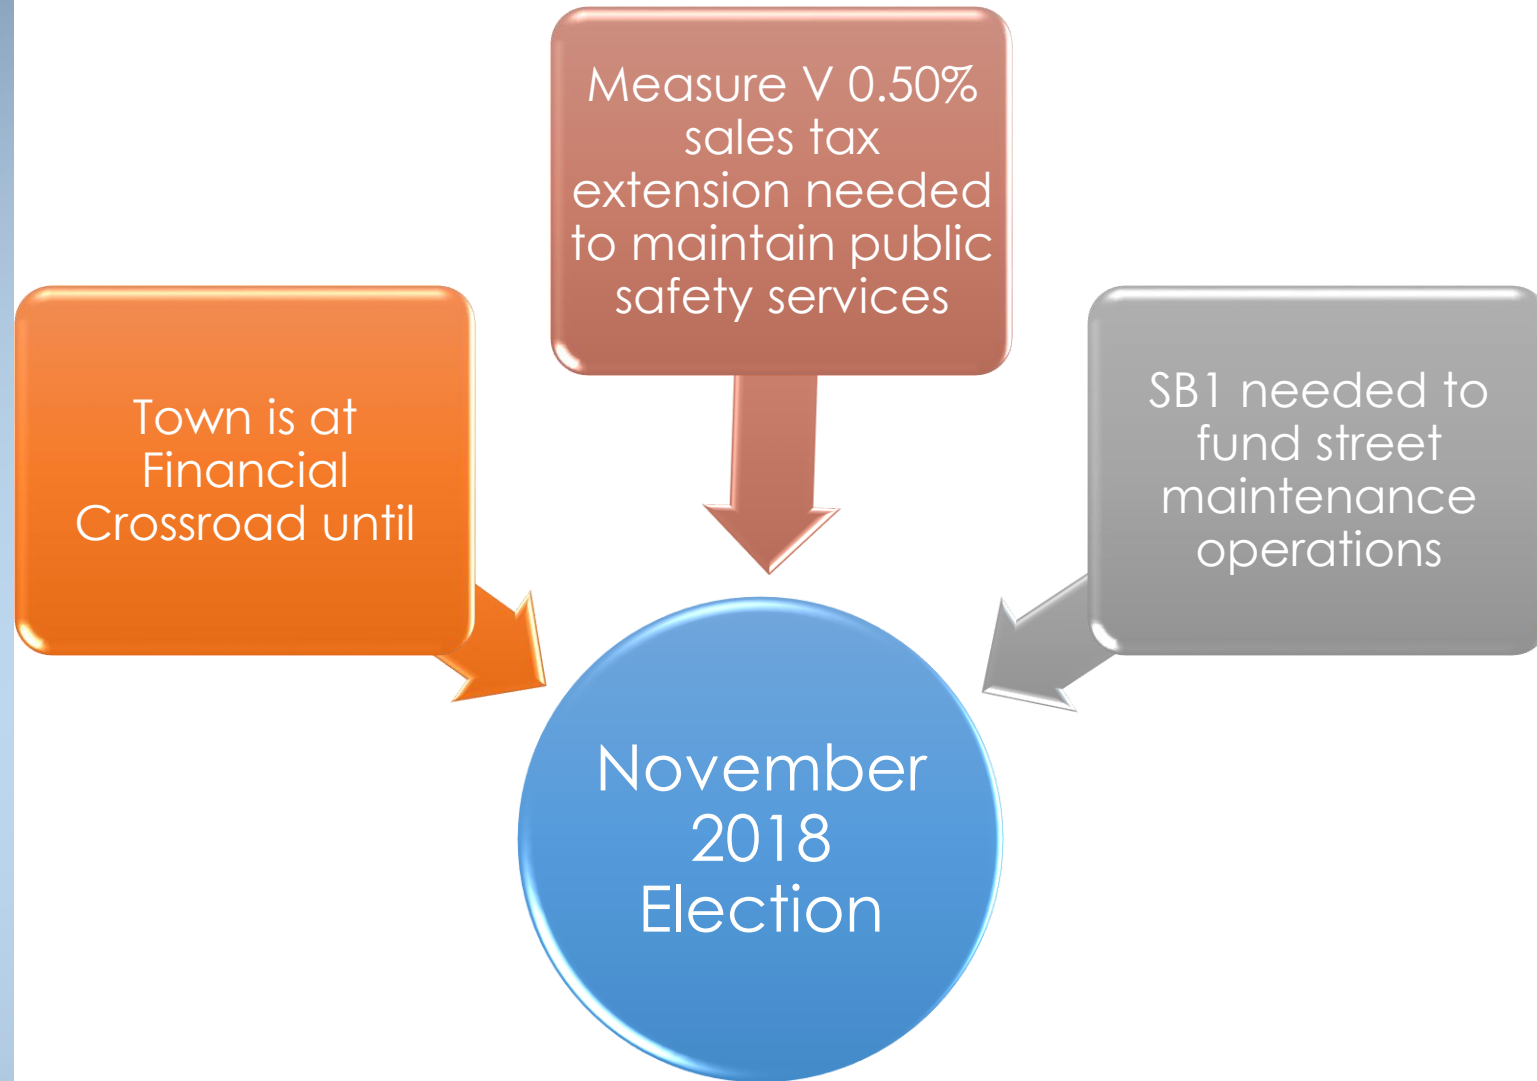 Measure V 0.50%
sales tax
extension needed
to maintain public
safety services
Town is at
Financial
Crossroad until
SB1 needed to
fund street
maintenance
operations
November
2018
Election